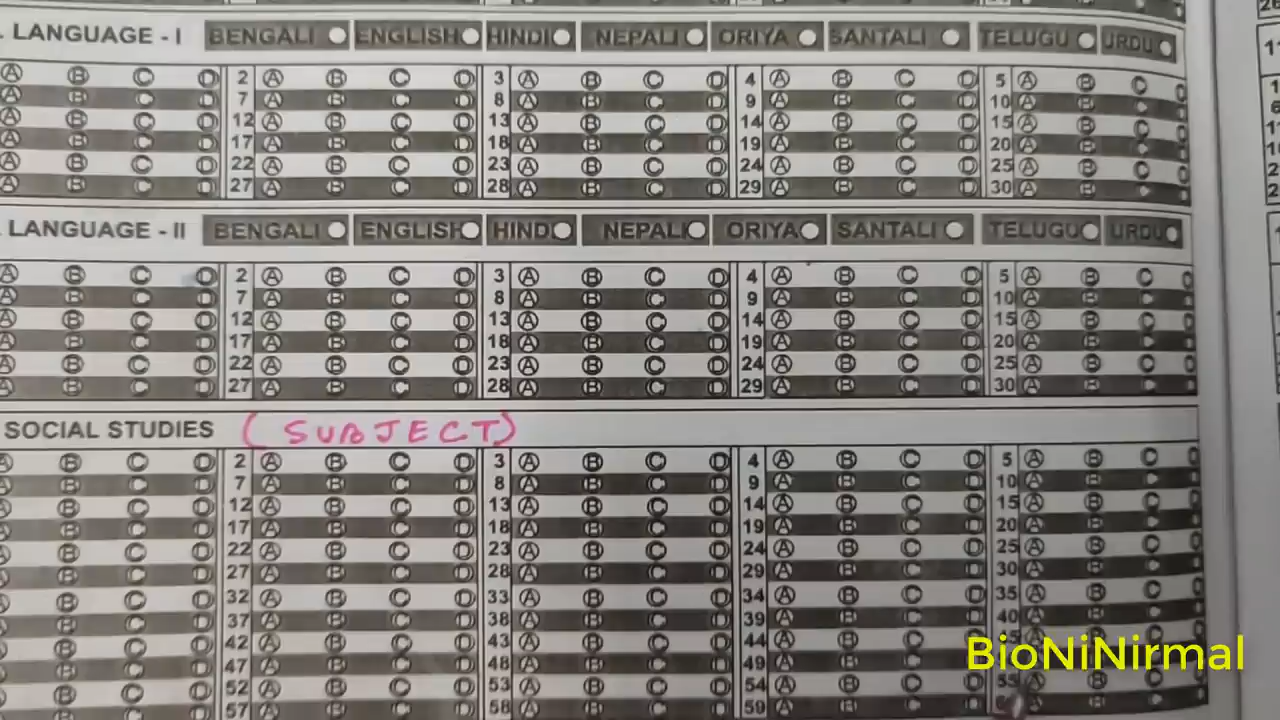 . LANGUAGE - I BENGALI ENGLISH HINDI NEPALI ORIYA SANTALI TELUGU URDU
A B C D 2 A B C D 3 A B C D 4 A B C D 5 A B C D
A B C D 7 A B C D 8 A B C D 9 A B C D 10 A B C D
A B C D 12 A B C D 13 A B C D 14 A B C D 15 A B C D
A B C D 17 A B C D 18 A B C D 19 A B C D 20 A B C D
A B C D 22 A B C D 23 A B C D 24 A B C D 25 A B C D
A B C D 27 A B C D 28 A B C D 29 A B C D 30 A B C D
. LANGUAGE - II BENGALI ENGLISH HINDI NEPALI ORIYA SANTALI TELUGU URDU
A B C D 2 A B C D 3 A B C D 4 A B C D 5 A B C D
A B C D 7 A B C D 8 A B C D 9 A B C D 10 A B C D
A B C D 12 A B C D 13 A B C D 14 A B C D 15 A B C D
A B C D 17 A B C D 18 A B C D 19 A B C D 20 A B C D
A B C D 22 A B C D 23 A B C D 24 A B C D 25 A B C D
A B C D 27 A B C D 28 A B C D 29 A B C D 30 A B C D
SOCIAL STUDIES (SUBJECT)
A B C D 2 A B C D 3 A B C D 4 A B C D 5 A B C D
A B C D 7 A B C D 8 A B C D 9 A B C D 10 A B C D
A B C D 12 A B C D 13 A B C D 14 A B C D 15 A B C D
A B C D 17 A B C D 18 A B C D 19 A B C D 20 A B C D
A B C D 22 A B C D 23 A B C D 24 A B C D 25 A B C D
A B C D 27 A B C D 28 A B C D 29 A B C D 30 A B C D
A B C D 32 A B C D 33 A B C D 34 A B C D 35 A B C D
A B C D 37 A B C D 38 A B C D 39 A B C D 40 A B C D
A B C D 42 A B C D 43 A B C D 44 A B C D
A B C D 47 A B C D 48 A B C D 49 A B C D
BioNiNirmal
A B C D 52 A B C D 53 A B C D 54 A B C D 55 A B C D
A B C D 57 A B C D 58 A B C D 59 A B C D